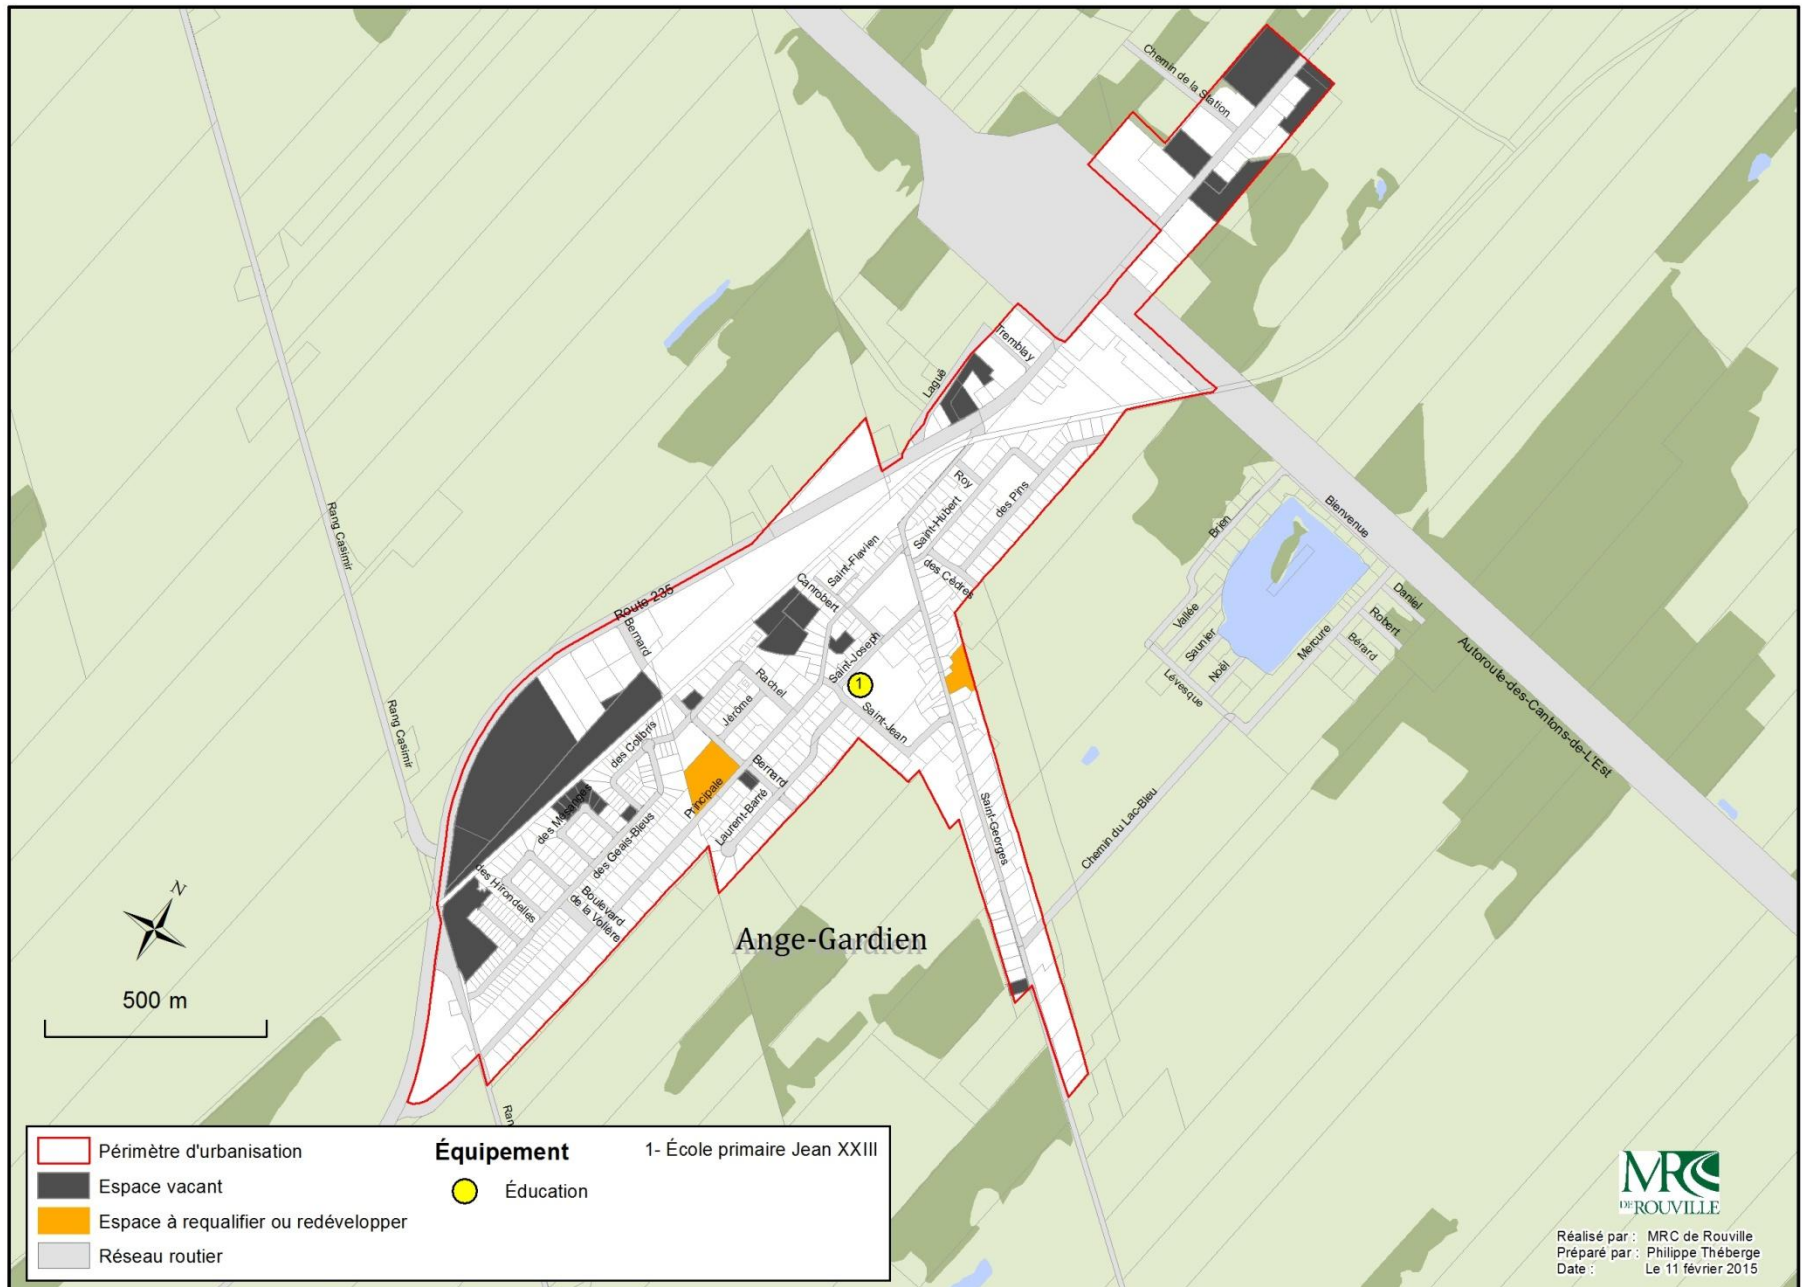 Chemin de la Station
Tremblay
Laguë
Roy
Saint-Hubert
des Pins
des Cèdres
Saint-Flavien
Canrobert
Saint-Joseph
Route 235
Bernard
Rang Casimir
Rang Casimir
Rachel
Jérôme
1
Saint-Jean
des Colibris
Principale
Bernard
Laurent-Barré
des Mésanges
des Geais-Bleus
des Hirondelles
Boulevard
de la Volière
Saint-Georges
Chemin du Lac-Bleu
Brien
Bienvenue
Vallée
Saunier
Noël
Lévesque
Mercure
Daniel
Robert
Bérard
Autoroute-des-Cantons-de-L'Est
Ange-Gardien
N
500 m
Ran
Périmètre d'urbanisation
Espace vacant
Espace à requalifier ou redévelopper
Réseau routier
Équipement
Éducation
1- École primaire Jean XXIII
MRC
DE ROUVILLE
Réalisé par : MRC de Rouville
Préparé par : Philippe Théberge
Date : Le 11 février 2015